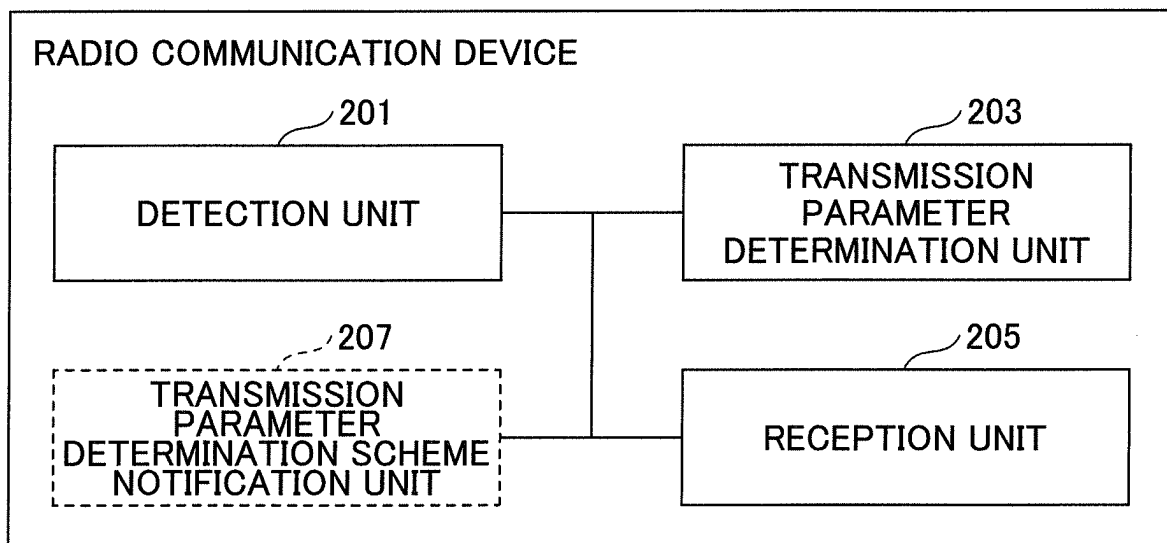 RADIO COMMUNICATION DEVICE
201
DETECTION UNIT
203
TRANSMISSION
PARAMETER
DETERMINATION UNIT
207
TRANSMISSION
PARAMETER
DETERMINATION SCHEME
NOTIFICATION UNIT
205
RECEPTION UNIT